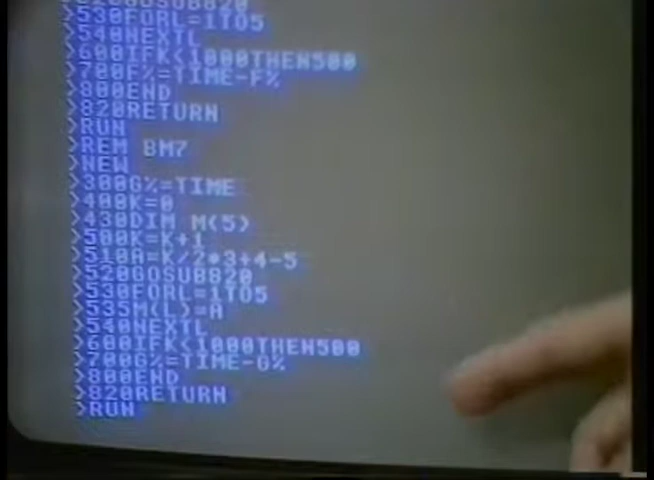 >520GOSUB820
>530FORL=1TO5
>540NEXTL
>600IFK<1000THEN500
>700F%=TIME-F%
>800END
>820RETURN
>RUN
>REM BM7
>NEW
>300G%=TIME
>400K=0
>430DIM M(5)
>500K=K+1
>510A=K/2*3+4-5
>520GOSUB820
>530FORL=1TO5
>535M(L)=A
>540NEXTL
>600IFK<1000THEN500
>700G%=TIME-G%
>800END
>820RETURN
>RUN